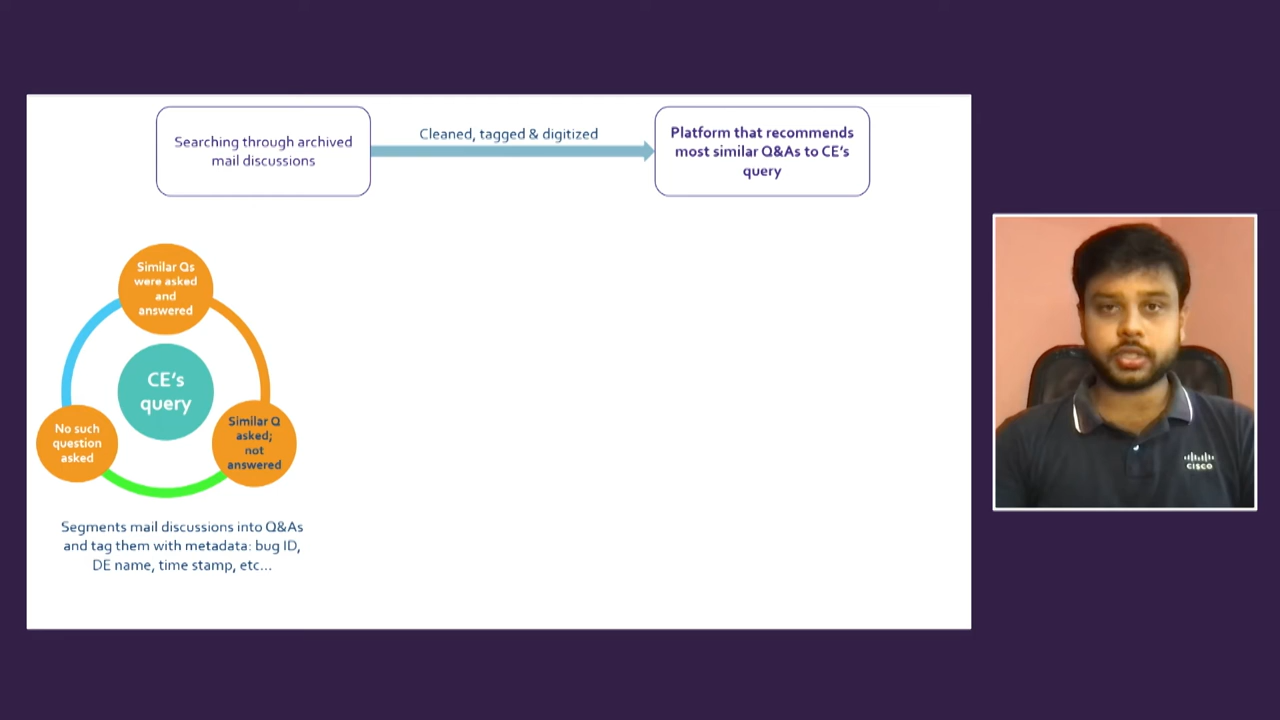 Searching through archived
mail discussions
Cleaned, tagged & digitized
Platform that recommends
most similar Q&As to CE's
query
Similar Qs
were asked
and
answered
CE's
query
No such
question
asked
Similar Q
asked;
not
answered
Segments mail discussions into Q&As
and tag them with metadata: bug ID,
DE name, time stamp, etc...
CISCO